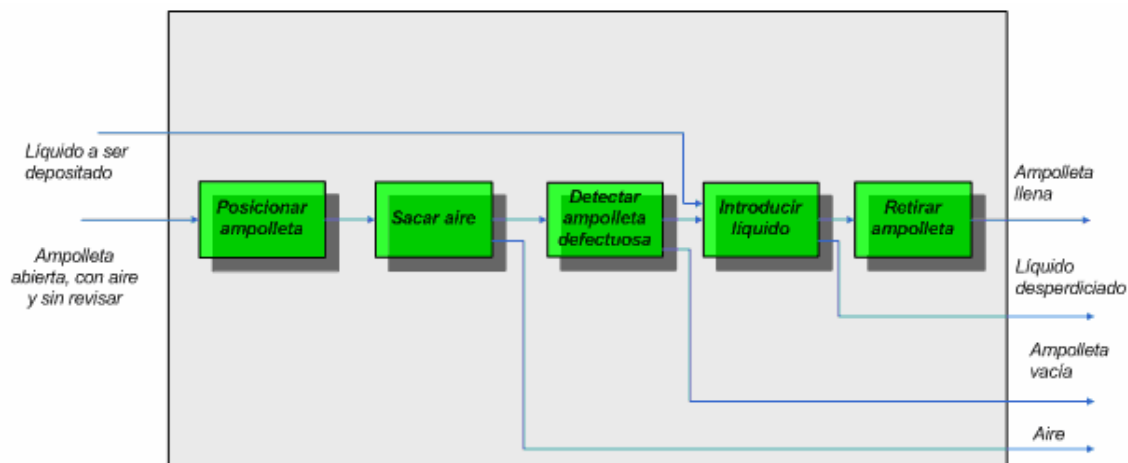 Líquido a ser
depositado
Ampolleta
abierta, con aire
y sin revisar
Posicionar
ampolleta
Sacar aire
Detectar
ampolleta
defectuosa
Introducir
líquido
Retirar
ampolleta
Ampolleta
llena
Líquido
desperdiciado
Ampolleta
vacía
Aire